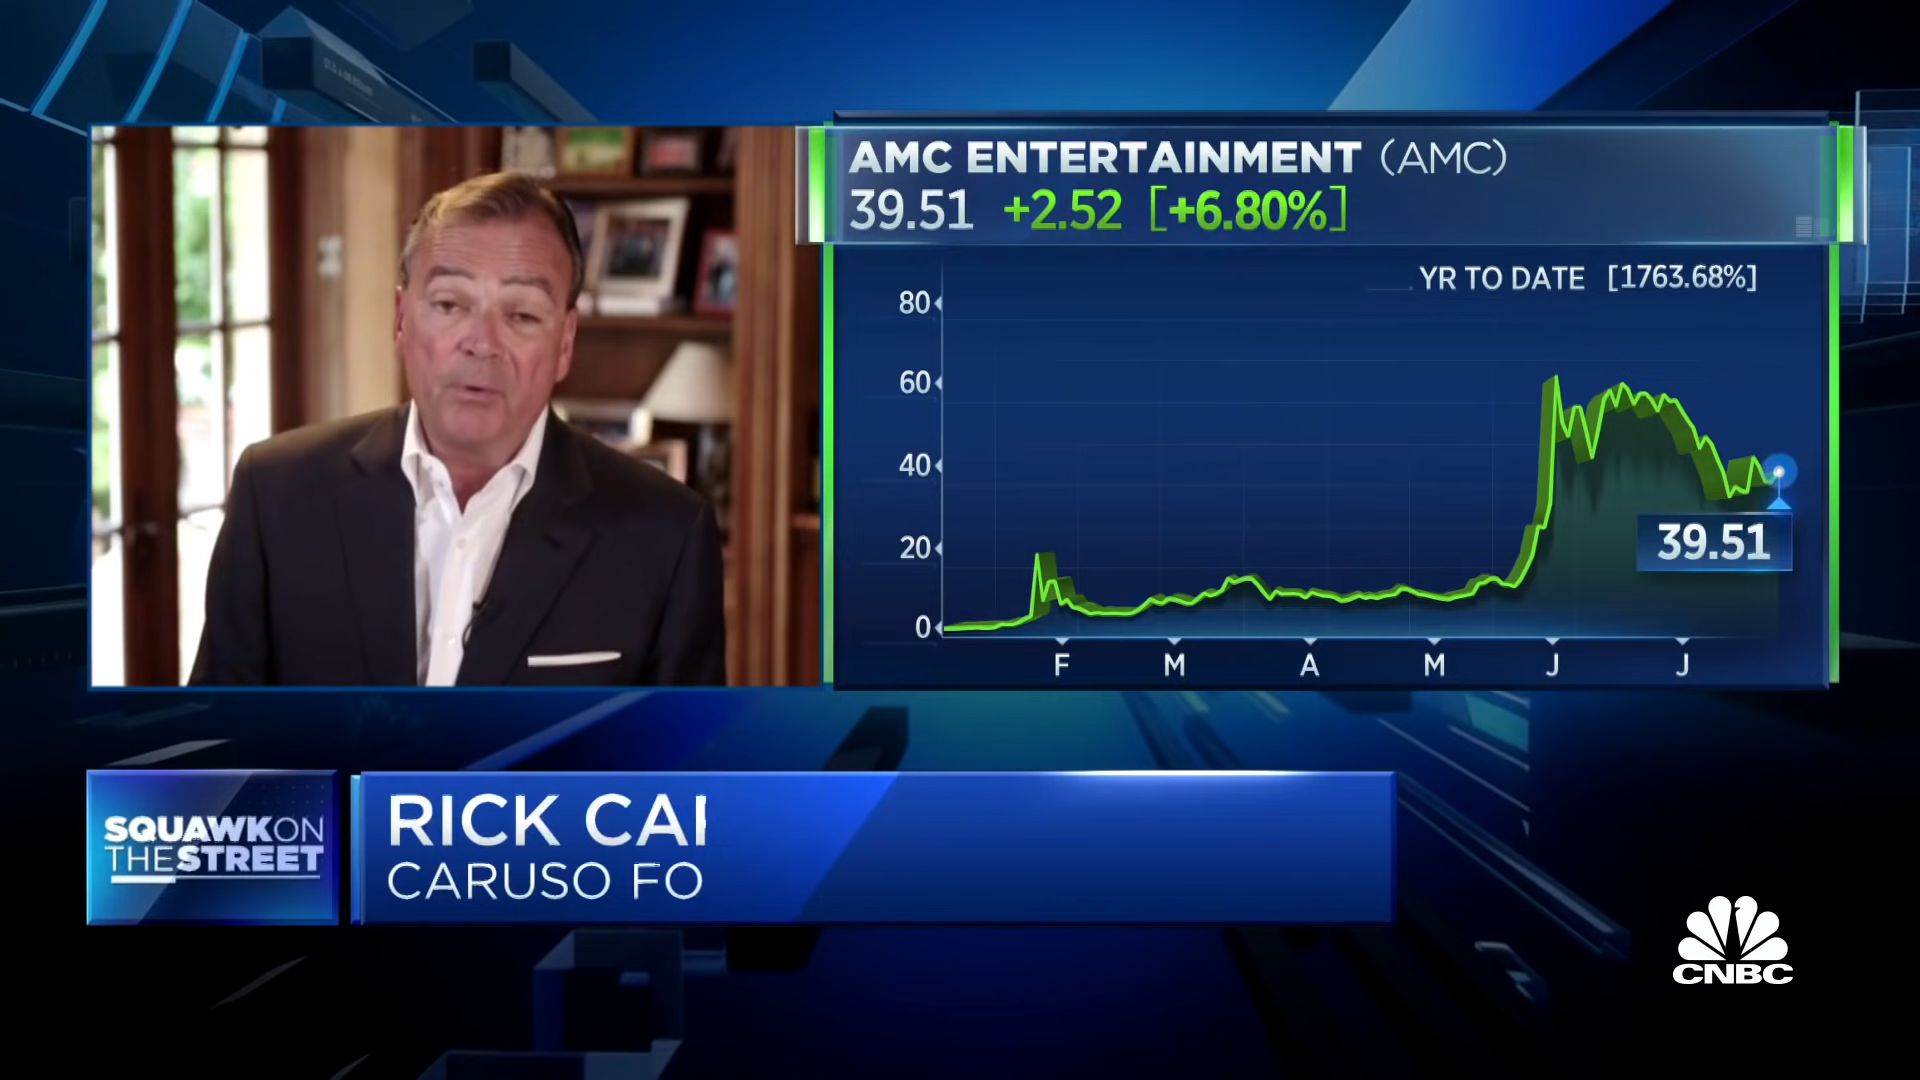 AMC ENTERTAINMENT (AMC)
39.51 +2.52 [+6.80%]
YR TO DATE [1763.68%]
80
60
40
20
0
39.51
F M A M J J
SQUAWK ON
THE STREET
RICK CA
CARUSO FO
CNBC